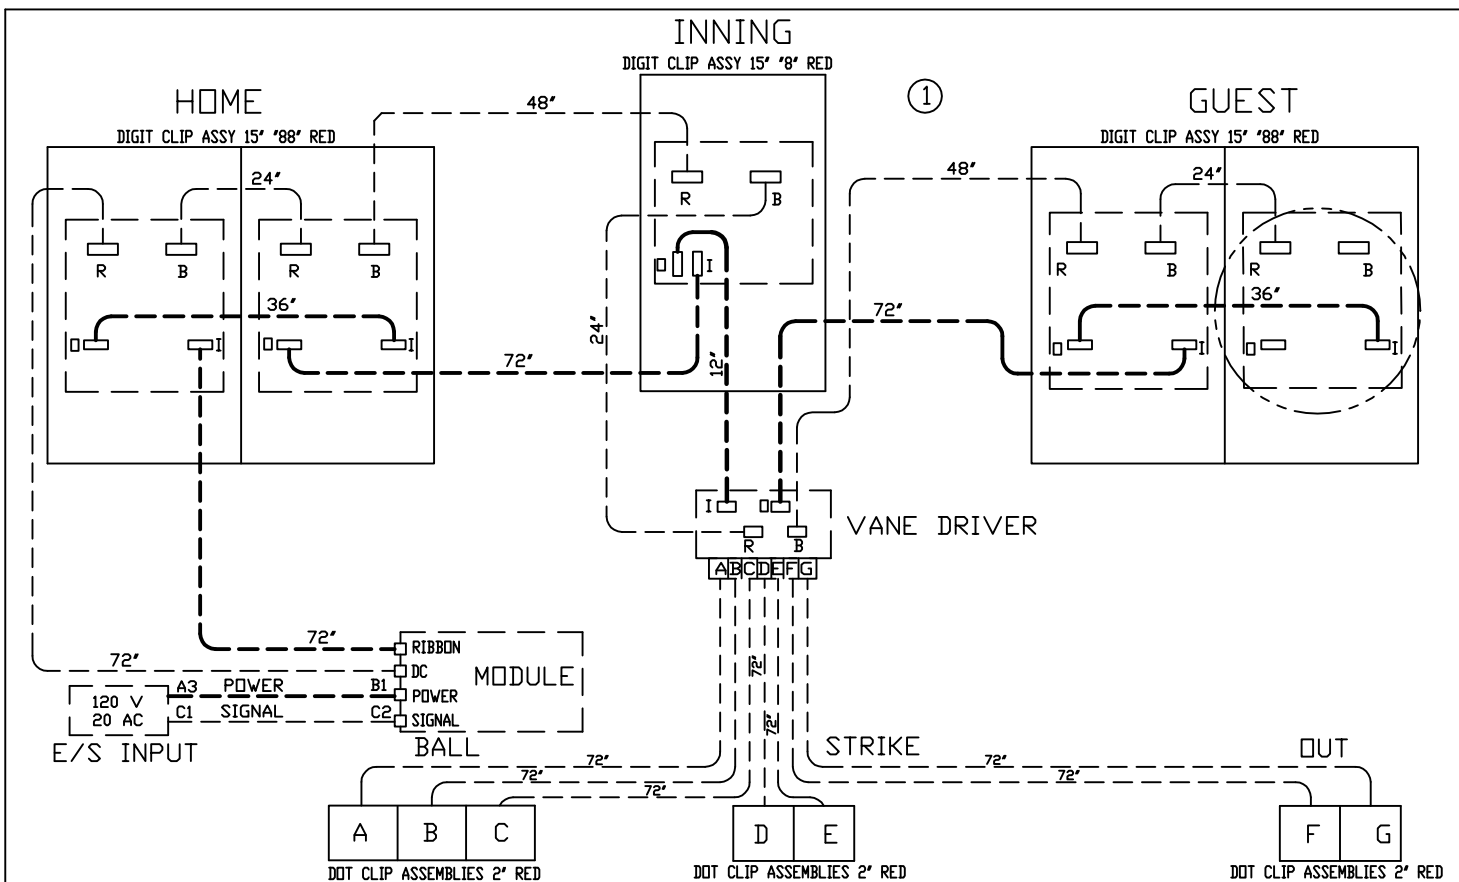 INNING
DIGIT CLIP ASSY 15" "8" RED
1
HOME
DIGIT CLIP ASSY 15" "88" RED
GUEST
DIGIT CLIP ASSY 15" "88" RED
48"
24"
48"
24"
R B R B
R B
R B R B
O I
36"
36"
O I O I
O I O I
72"
24"
12"
72"
I O
R B
VANE DRIVER
A B C D E F G
72"
RIBBON
72"
DC
MODULE
A3 POWER B1
POWER
120 V
20 AC
C1 SIGNAL C2
SIGNAL
E/S INPUT
72"
72"
BALL
STRIKE
OUT
72"
72"
72"
72"
72"
A B C
D E
F G
DOT CLIP ASSEMBLIES 2" RED
DOT CLIP ASSEMBLIES 2" RED
DOT CLIP ASSEMBLIES 2" RED